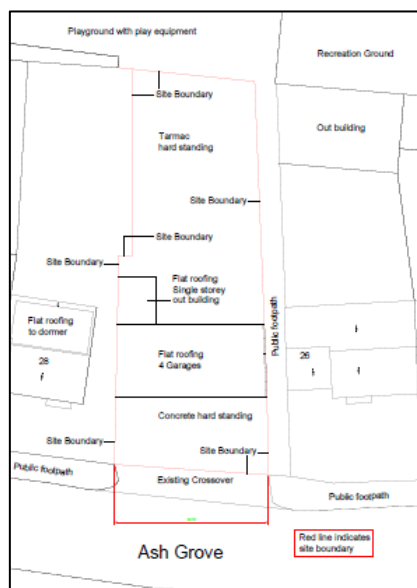 Playground with play equipment
Recreation Ground
Site Boundary
Tarmac
hard standing
Out building
Site Boundary
Site Boundary
Site Boundary
Flat roofing
Single storey
out building
Public footpath
Flat roofing
to dormer
28
Flat roofing
4 Garages
26
Concrete hard standing
Site Boundary
Site Boundary
Public footpath
Existing Crossover
Public footpath
Ash Grove
Red line indicates
site boundary